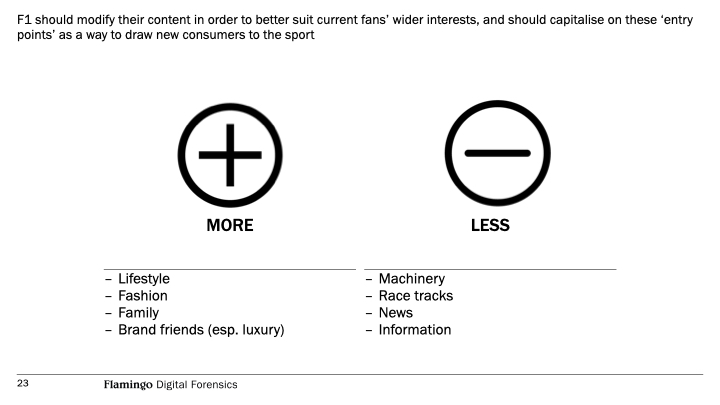 F1 should modify their content in order to better suit current fans’ wider interests, and should capitalise on these ‘entry
points’ as a way to draw new consumers to the sport
MORE
– Lifestyle
– Fashion
– Family
– Brand friends (esp. luxury)
LESS
– Machinery
– Race tracks
– News
– Information
23
Flamingo Digital Forensics